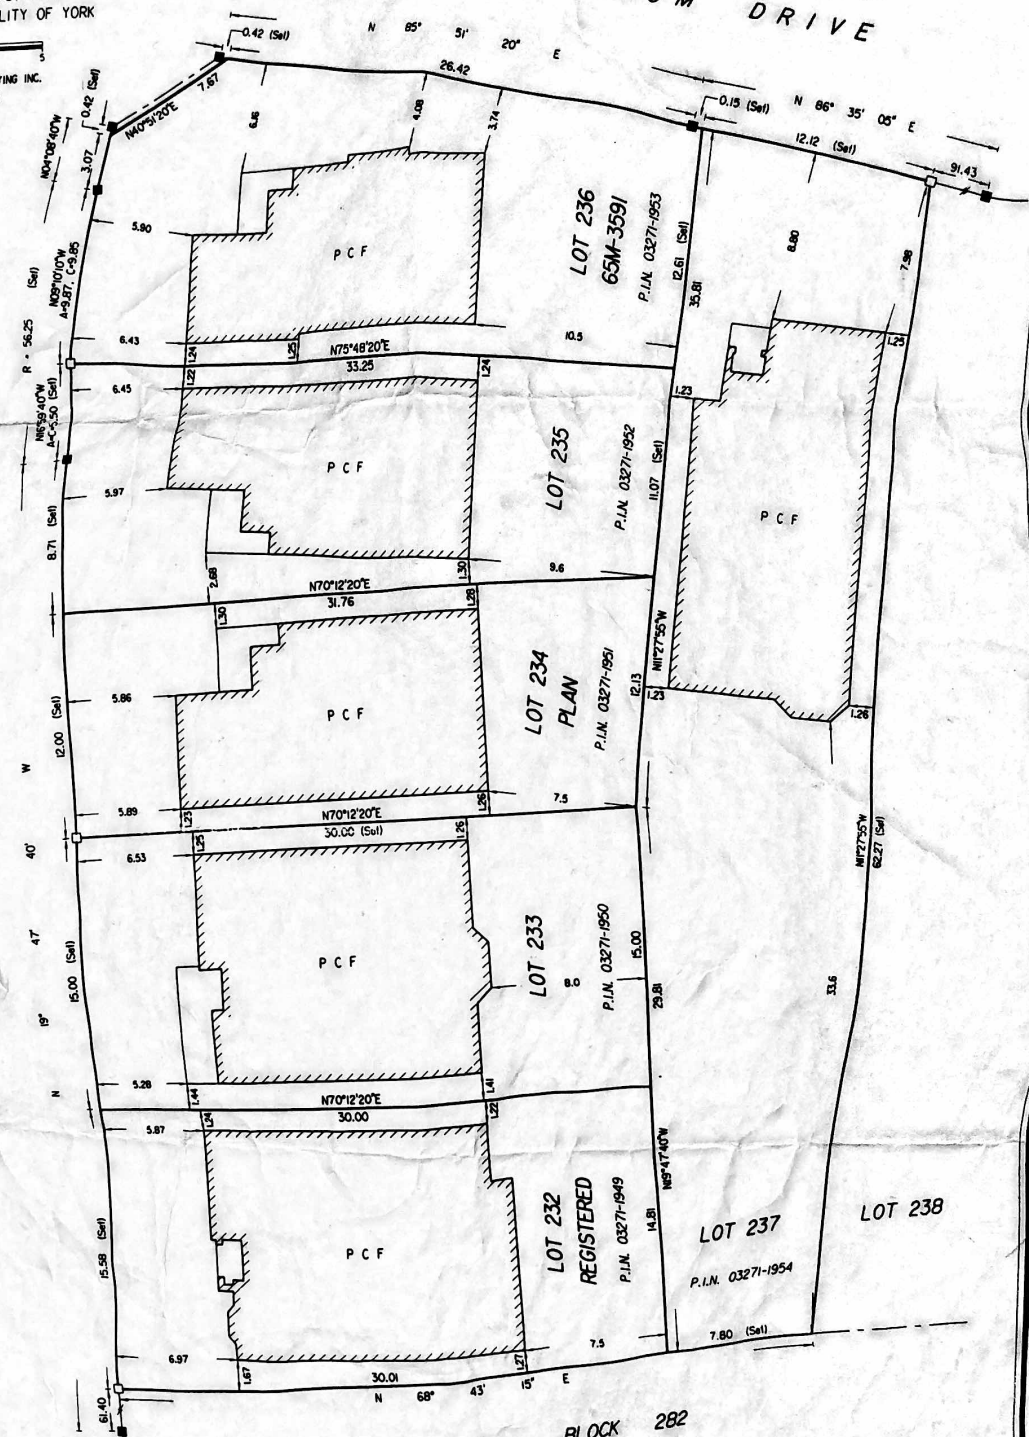 LITY OF YORK
5
YING INC.
DRIVE
0.42 (Set)
N 85° 51' 20" E
26.42
7.67
N40°51'20"E
0.42 (Set)
N04°08'40"W
3.07
6.16
4.08
3.74
0.15 (Set)
N 86° 35' 05" E
12.12 (Set)
91.43
5.90
P C F
LOT 236
65M-3591
P.I.N. 03271-1953
12.61 (Set)
35.81
8.80
7.98
N09°10'10"W
A=9.87, C=9.85
R = 56.25 (Set)
6.43
1.24
1.25
N75°48'20"E
33.25
10.5
1.25
N16°59'40"W
A=C=5.50 (Set)
6.45
1.22
1.24
1.23
P C F
LOT 235
P.I.N. 03271-1952
11.07 (Set)
P C F
5.97
8.71 (Set)
2.68
1.30
9.6
N70°12'20"E
31.76
1.30
1.28
N11°27'55"W
5.86
P C F
LOT 234
PLAN
P.I.N. 03271-1951
12.13
1.23
1.26
12.00 (Set)
5.89
1.23
1.26
7.5
N70°12'20"E
30.00 (Set)
1.25
1.26
6.53
N11°27'55"W
62.27 (Set)
N 19° 47' 40" W
15.00 (Set)
P C F
LOT 233
P.I.N. 03271-1950
8.0
15.00
29.81
33.6
5.28
1.44
1.41
N70°12'20"E
30.00
1.24
1.22
5.87
N19°47'40"W
15.58 (Set)
P C F
LOT 232
REGISTERED
P.I.N. 03271-1949
14.81
LOT 237
P.I.N. 03271-1954
LOT 238
6.97
1.67
1.27
7.5
7.80 (Set)
30.01
N 68° 43' 15" E
61.40
BLOCK 282